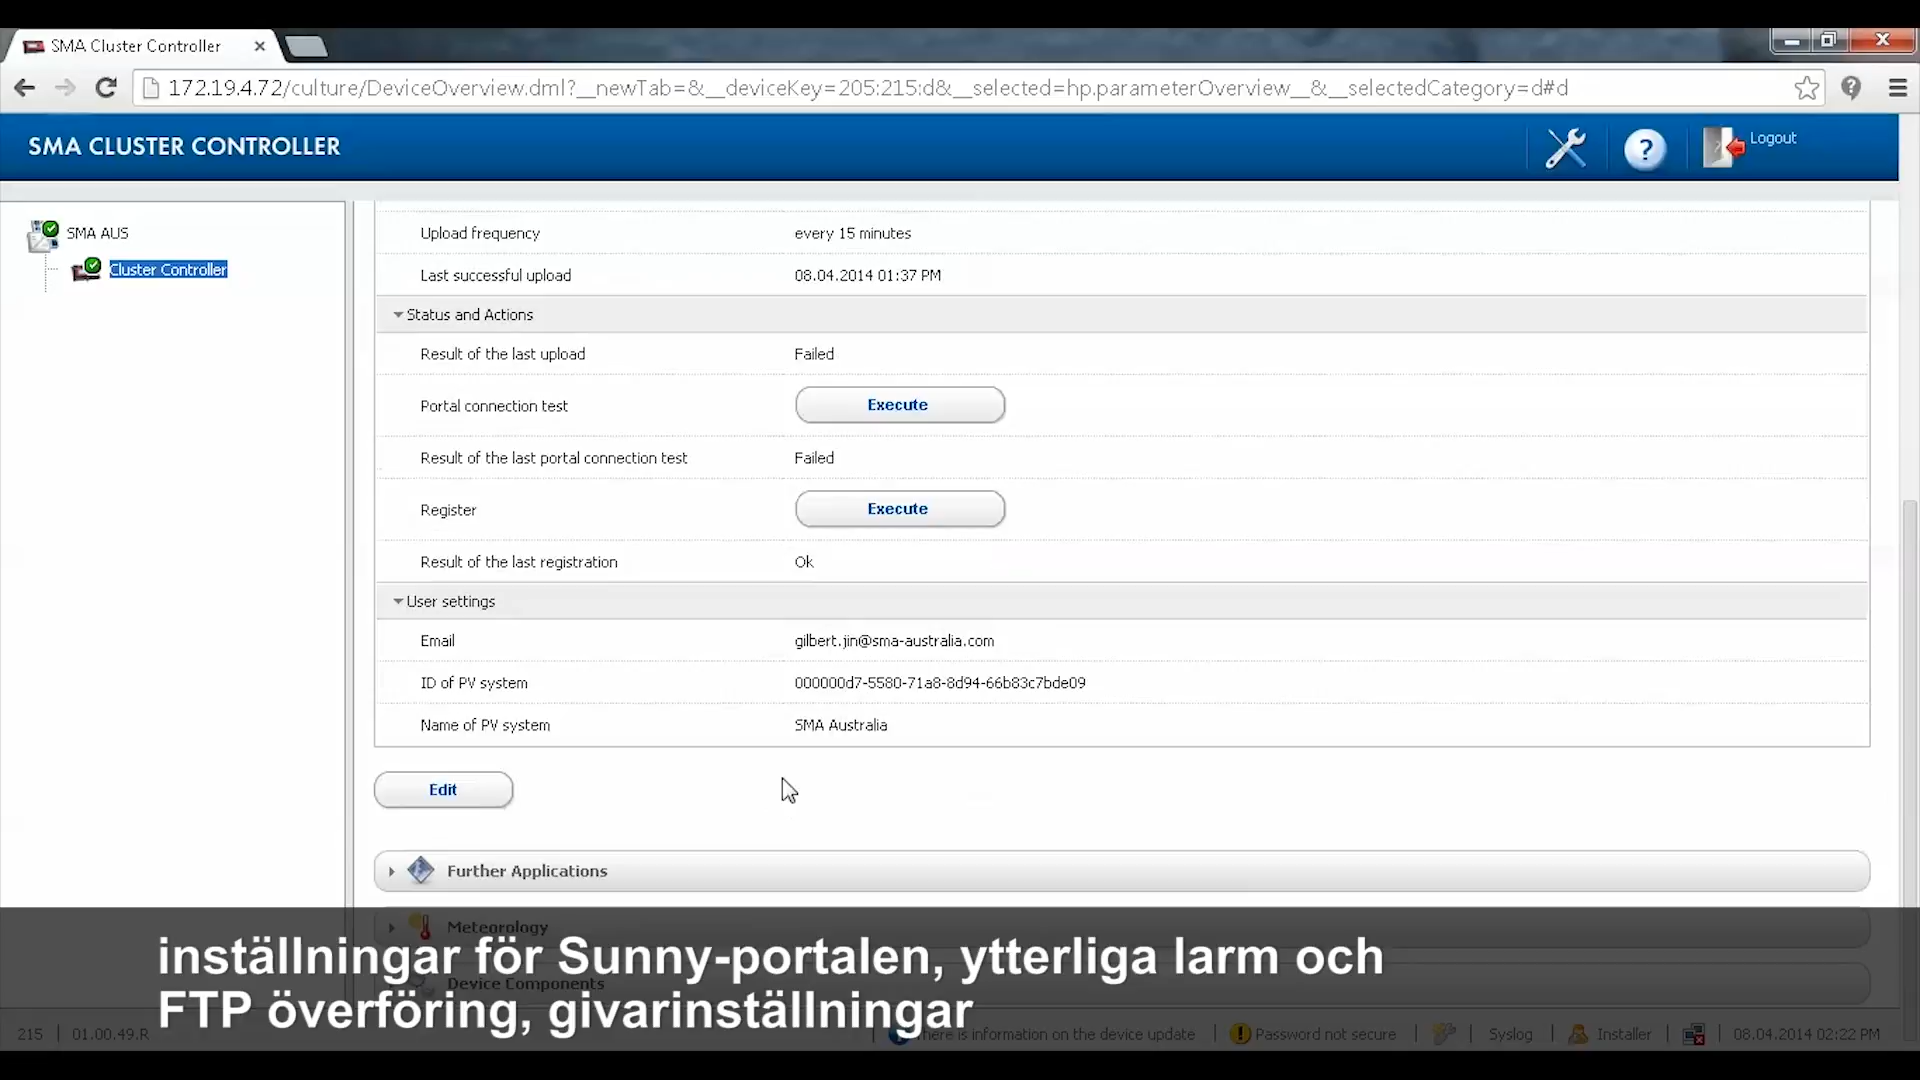 SMA Cluster Controller
172.19.4.72/culture/DeviceOverview.dml?__newTab=&__deviceKey=205:215:d&__selected=hp.parameterOverview__&__selectedCategory=d#d
SMA CLUSTER CONTROLLER
Logout
SMA AUS
Cluster Controller
Upload frequency every 15 minutes
Last successful upload 08.04.2014 01:37 PM
Status and Actions
Result of the last upload Failed
Portal connection test Execute
Result of the last portal connection test Failed
Register Execute
Result of the last registration Ok
User settings
Email gilbert.jin@sma-australia.com
ID of PV system 000000d7-5580-71a8-8d94-66b83c7bde09
Name of PV system SMA Australia
Edit
Further Applications
Meteorology
inställningar för Sunny-portalen, ytterliga larm och
Device Components
FTP överföring, givarinställningar
215 | 01.00.49.R | There is information on the device update | Password not secure | Syslog | Installer | 08.04.2014 02:22 PM